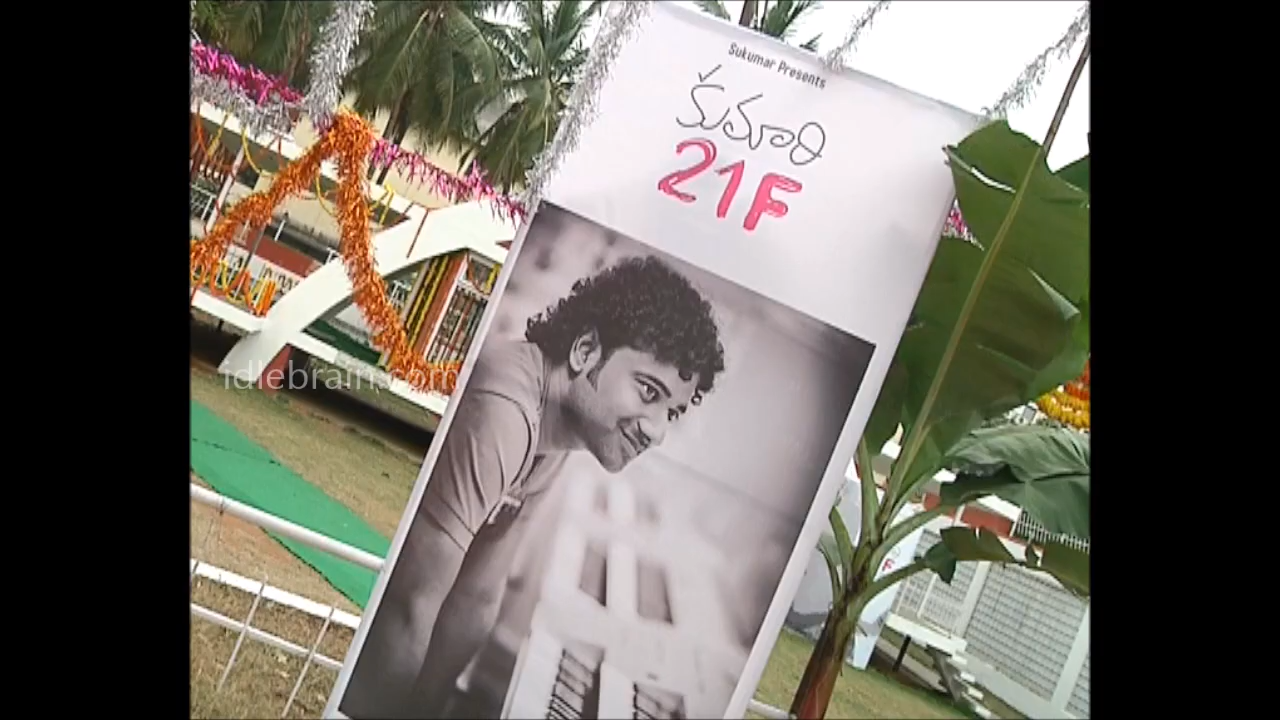 Sukumar Presents
కుమారి
21F
idlebrain.com
F